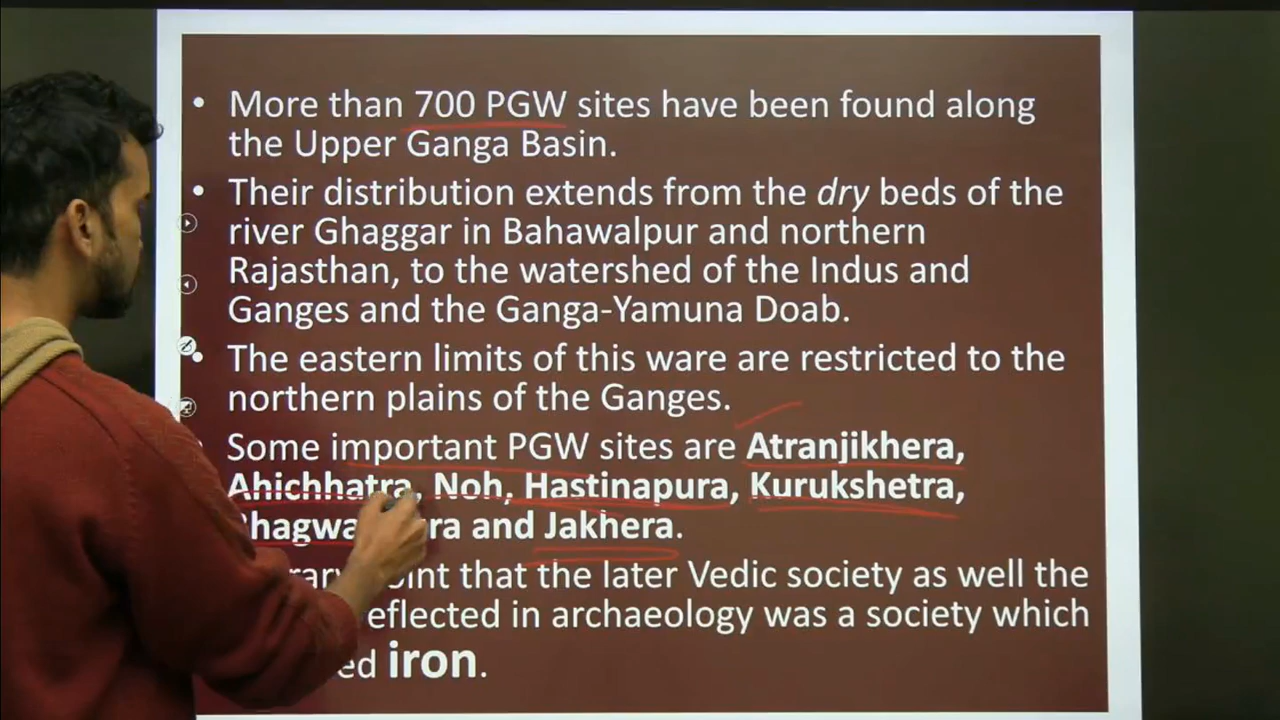 • More than 700 PGW sites have been found along
the Upper Ganga Basin.
• Their distribution extends from the dry beds of the
river Ghaggar in Bahawalpur and northern
Rajasthan, to the watershed of the Indus and
Ganges and the Ganga-Yamuna Doab.
• The eastern limits of this ware are restricted to the
northern plains of the Ganges.
Some important PGW sites are Atranjikhera,
Ahichhatra, Noh, Hastinapura, Kurukshetra,
and Jakhera.
that the later Vedic society as well the
in archaeology was a society which
iron.